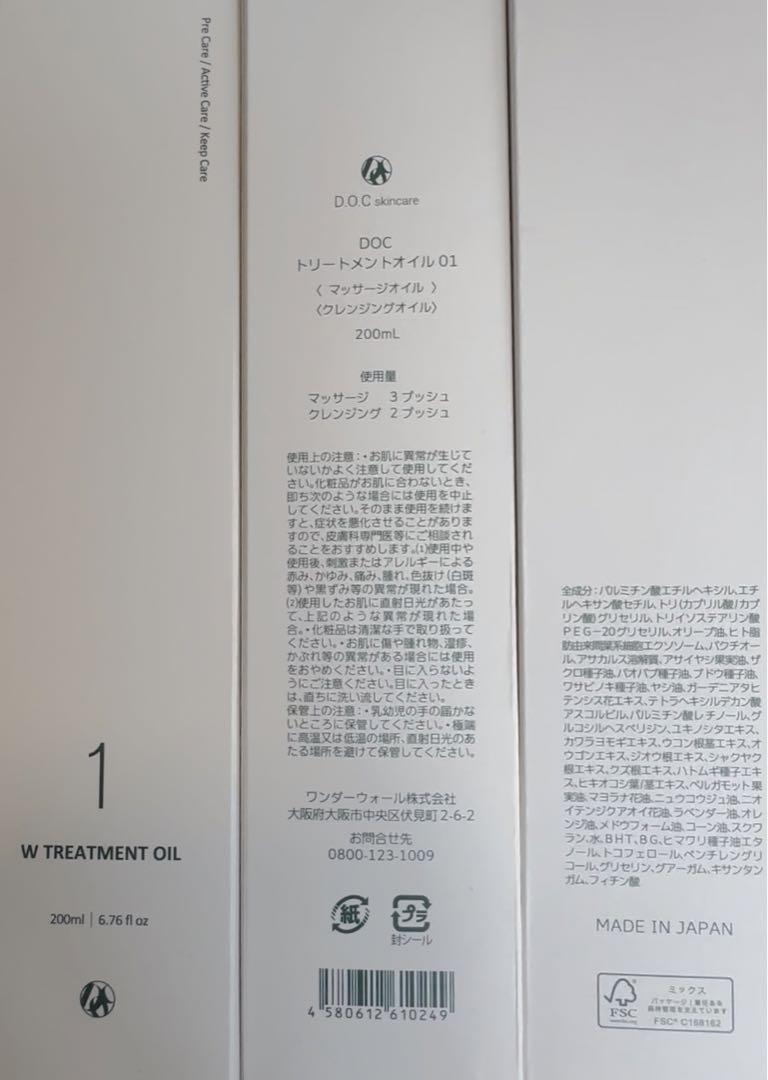 Pre Care / Active Care / Keep Care
1
W TREATMENT OIL
200ml | 6.76 fl oz
D.O.C skincare
DOC
トリートメントオイル 01
〈 マッサージオイル 〉
〈クレンジングオイル〉
200mL
使用量
マッサージ 3 プッシュ
クレンジング 2 プッシュ
使用上の注意：・お肌に異常が生じて
いないかよく注意して使用してくだ
さい。化粧品がお肌に合わないとき、
即ち次のような場合には使用を中止
してください。そのまま使用を続けま
すと、症状を悪化させることがありま
すので、皮膚科専門医等にご相談され
ることをおすすめします。(1)使用中や
使用後、刺激またはアレルギーによる
赤み、かゆみ、痛み、腫れ、色抜け（白斑
等）や黒ずみ等の異常が現れた場合。
(2)使用したお肌に直射日光があたっ
て、上記のような異常が現れた場
合。・化粧品は清潔な手で取り扱って
ください。・お肌に傷や腫れ物、湿疹、
かぶれ等の異常がある場合には使用
をおやめください。・目に入らないよ
うにご注意ください。目に入ったとき
は、直ちに洗い流してください。
保管上の注意：・乳幼児の手の届かな
いところに保管してください。・極端
に高温又は低温の場所、直射日光のあ
たる場所を避けて保管してください。
ワンダーウォール株式会社
大阪府大阪市中央区伏見町 2-6-2
お問合せ先
0800-123-1009
紙
プラ
封シール
4 580612 610249
全成分：パルミチン酸エチルヘキシル、エチ
ルヘキサン酸セチル、トリ（カプリル酸/カプ
リン酸）グリセリル、トリイソステアリン酸
ＰＥＧ－20グリセリル、オリーブ油、ヒト脂
肪由来間葉系細胞エクソソーム、バクチオー
ル、アサカルス溶解質、アサイヤシ果実油、ザ
クロ種子油、バオバブ種子油、ブドウ種子油、
ワサビノキ種子油、ヤシ油、ガーデニアタヒ
テンシス花エキス、テトラヘキシルデカン酸
アスコルビル、パルミチン酸レチノール、グ
ルコシルヘスペリジン、ユキノシタエキス、
カワラヨモギエキス、ウコン根茎エキス、オ
ウゴンエキス、ジオウ根エキス、シャクヤク
根エキス、クズ根エキス、ハトムギ種子エキ
ス、ヒキオコシ葉/茎エキス、ベルガモット果
実油、マヨラナ花油、ニュウコウジュ油、ニオ
イテンジクアオイ花油、ラベンダー油、オレ
ンジ油、メドウフォーム油、コーン油、スクワ
ラン、水、ＢＨＴ、ＢＧ、ヒマワリ種子油エタ
ノール、トコフェロール、ペンチレングリ
コール、グリセリン、グアーガム、キサンタン
ガム、フィチン酸
MADE IN JAPAN
FSC
ミックス
パッケージ | 責任ある
森林管理を支えています
FSC® C168162